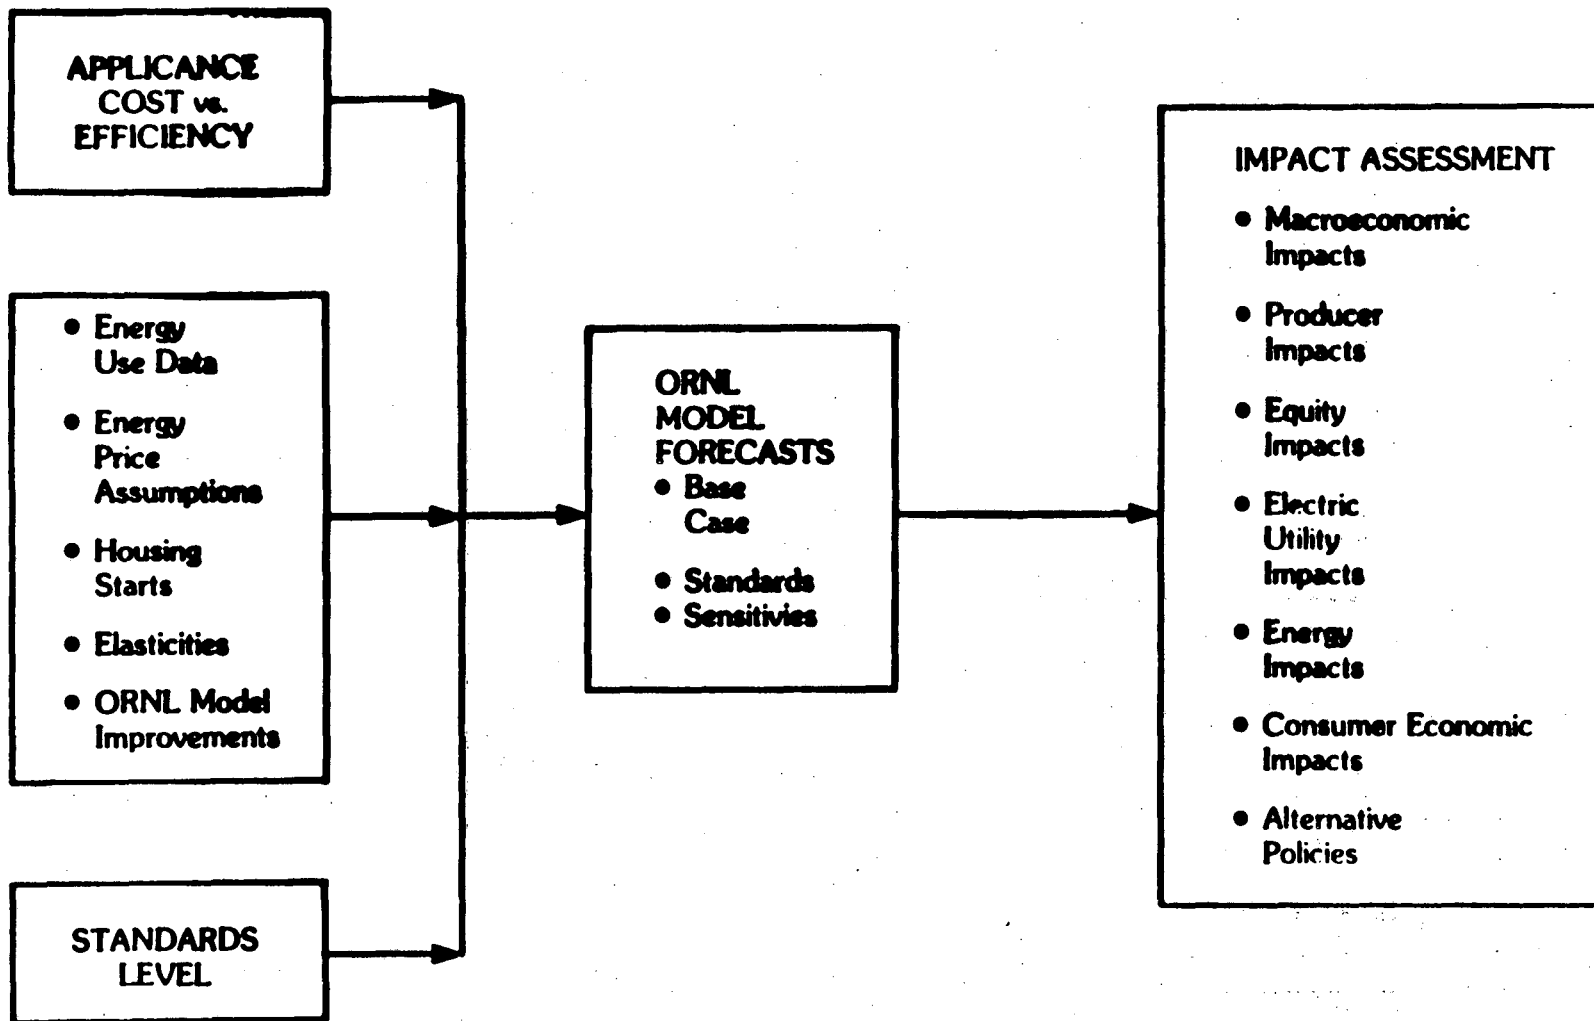 APPLICANCE
COST vs.
EFFICIENCY
• Energy
Use Data
• Energy
Price
Assumptions
• Housing
Starts
• Elasticities
• ORNL Model
Improvements
STANDARDS
LEVEL
ORNL
MODEL
FORECASTS
• Base
Case
• Standards
• Sensitivies
IMPACT ASSESSMENT
• Macroeconomic
Impacts
• Producer
Impacts
• Equity
Impacts
• Electric
Utility
Impacts
• Energy
Impacts
• Consumer Economic
Impacts
• Alternative
Policies